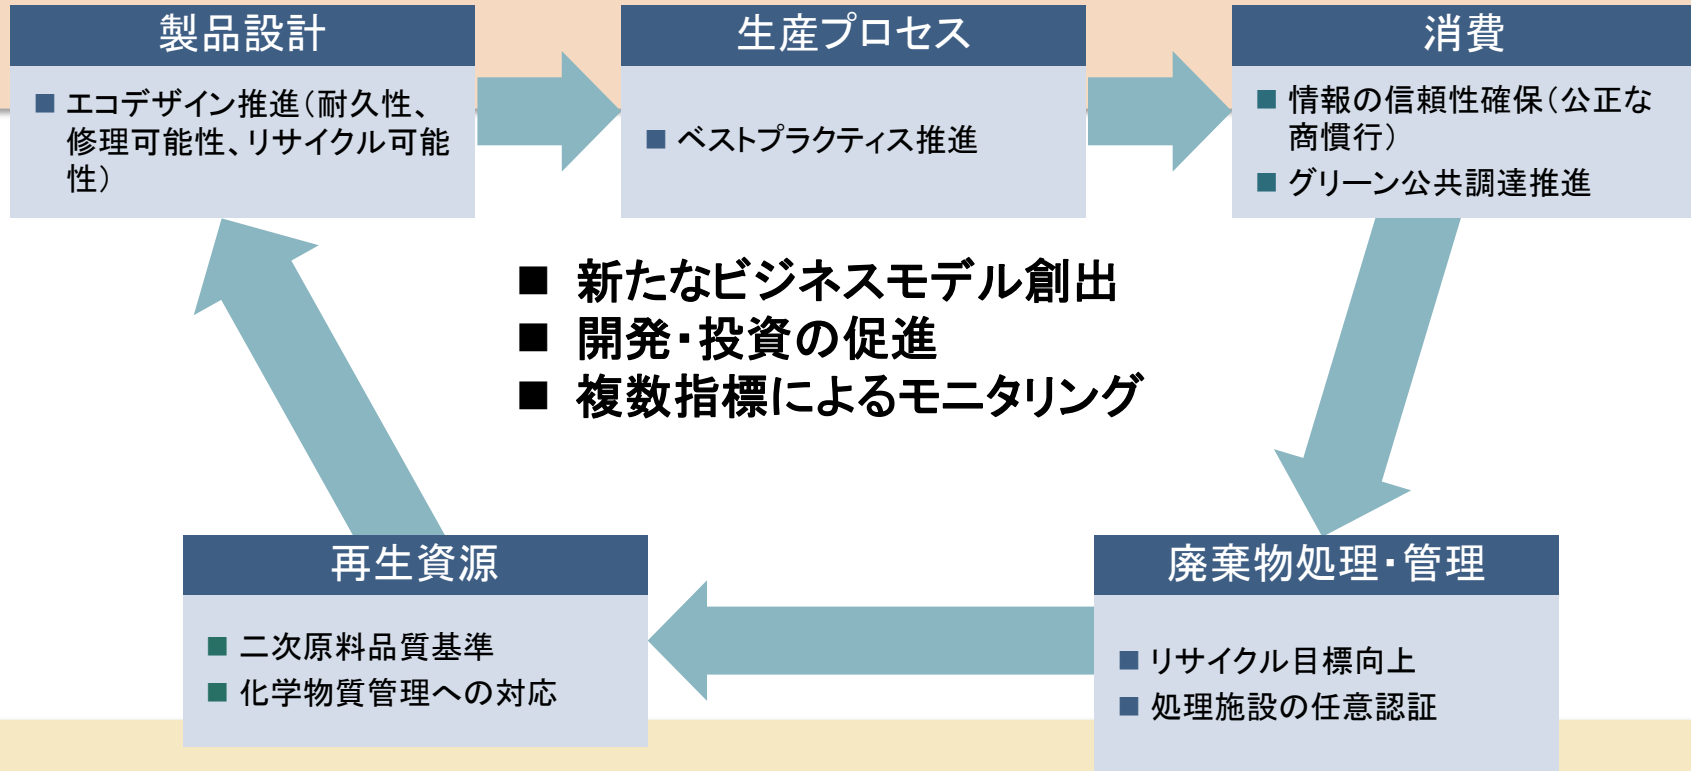 製品設計
■ エコデザイン推進（耐久性、
修理可能性、リサイクル可能
性）
生産プロセス
■ ベストプラクティス推進
消費
■ 情報の信頼性確保（公正な
商慣行）
■ グリーン公共調達推進
■ 新たなビジネスモデル創出
■ 開発・投資の促進
■ 複数指標によるモニタリング
再生資源
■ 二次原料品質基準
■ 化学物質管理への対応
廃棄物処理・管理
■ リサイクル目標向上
■ 処理施設の任意認証